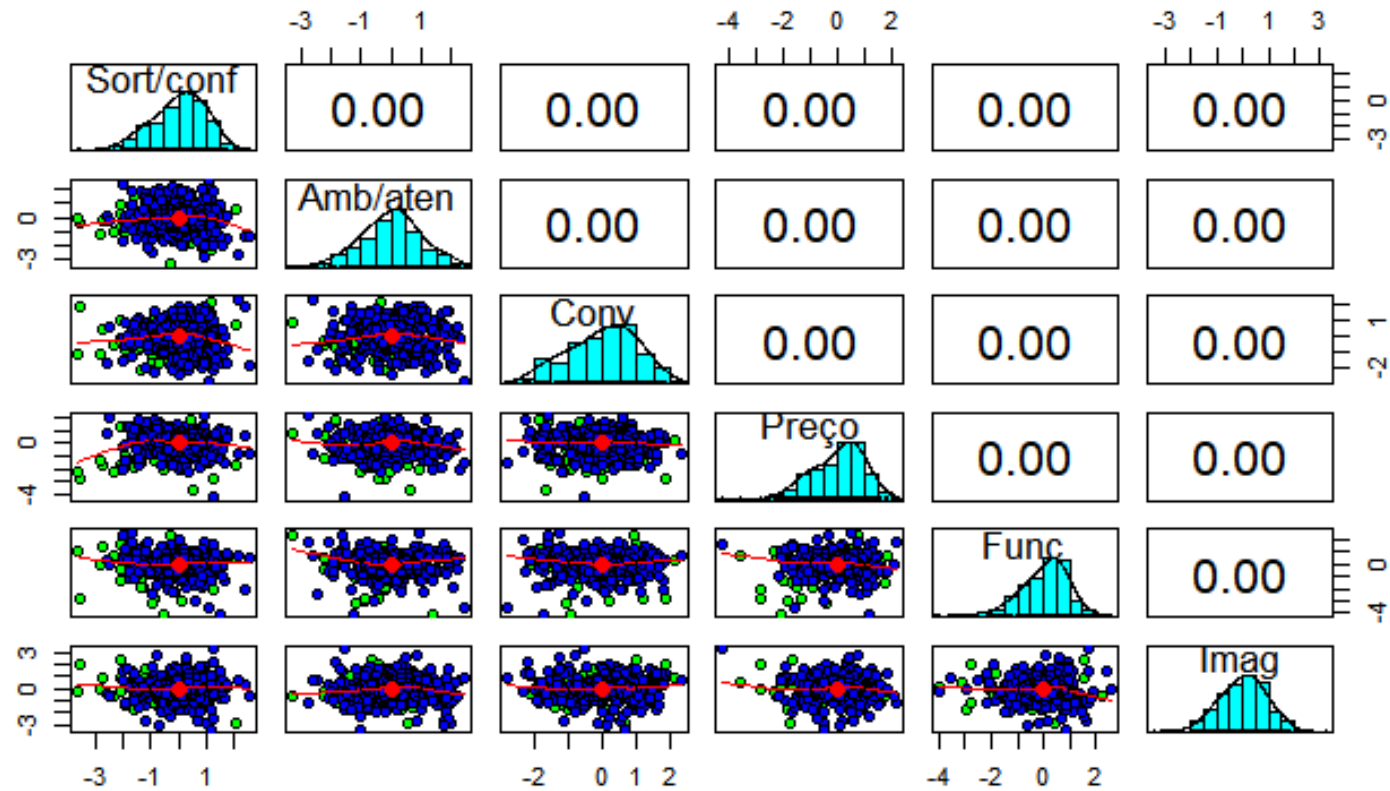 -3 -1 1 -4 -2 0 2 -3 -1 1 3
Sort/conf 0.00 0.00 0.00 0.00 0.00 0 -3
0 -3 Amb/aten 0.00 0.00 0.00 0.00
Conv 0.00 0.00 0.00 1 -2
0 -4 Preço 0.00 0.00
Func 0.00 0 -4
3 0 -3 Imag
-3 -1 1 -2 0 1 2 -4 -2 0 2